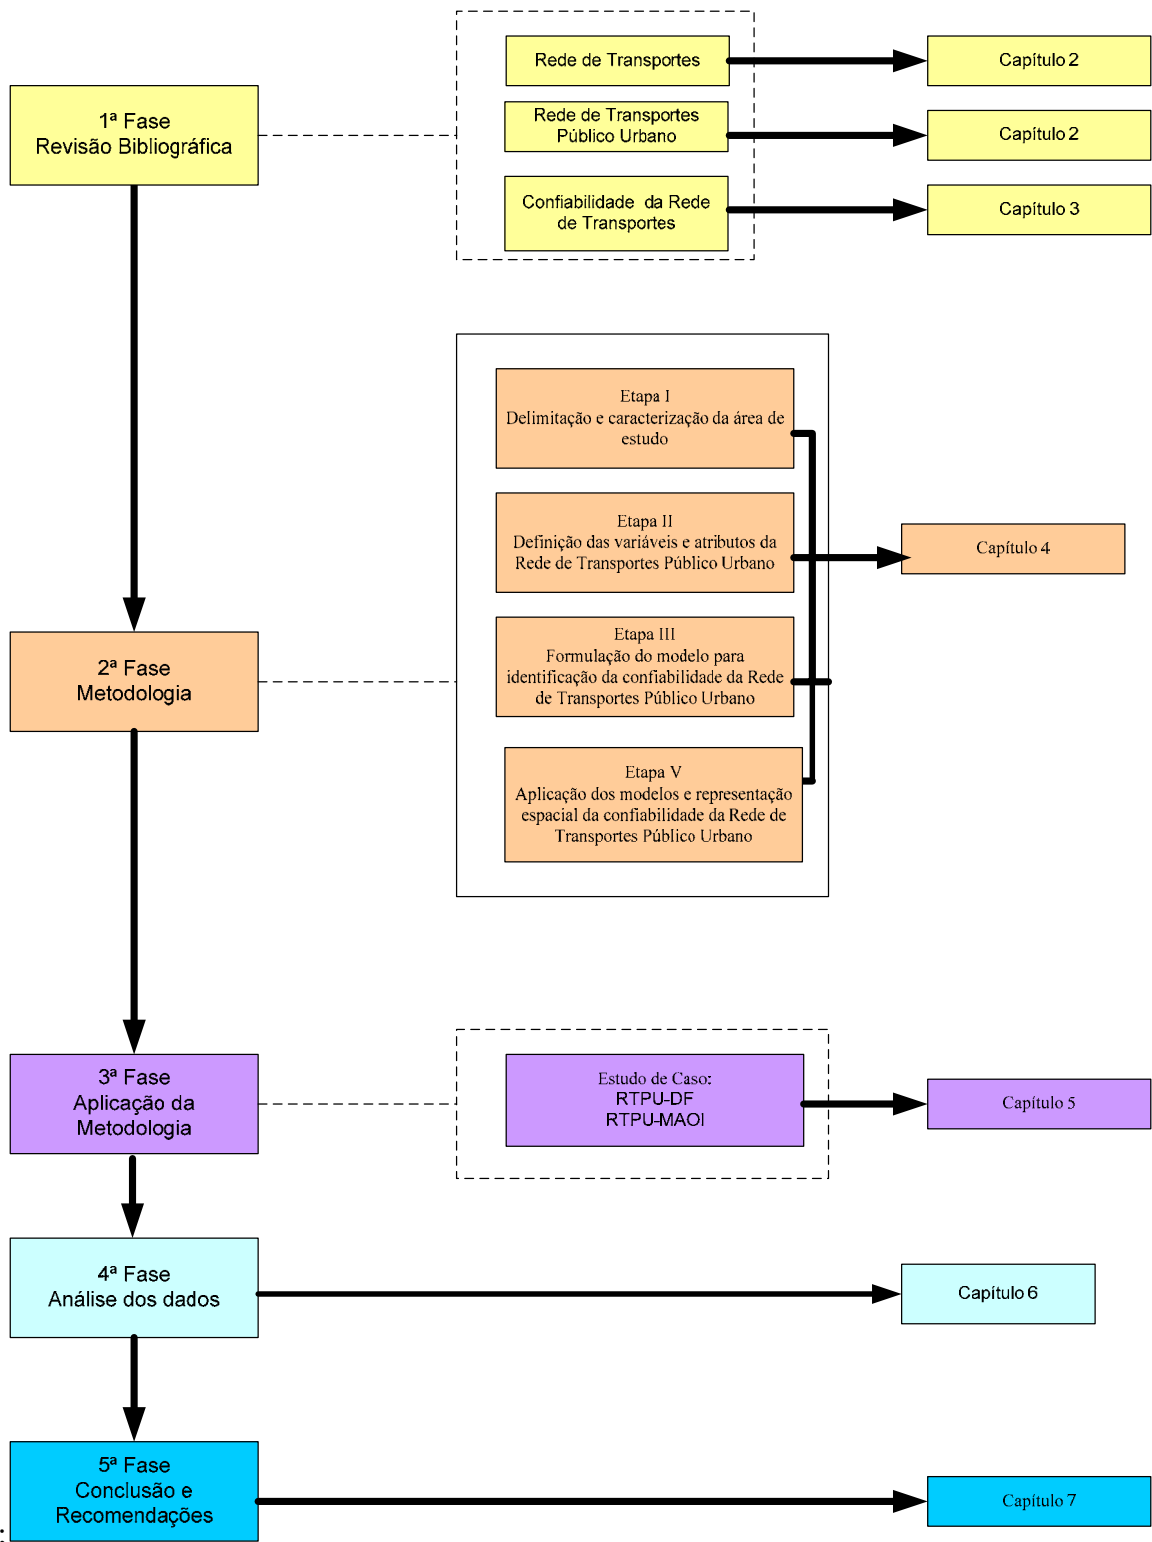 1ª Fase
Revisão Bibliográfica
Rede de Transportes
Capítulo 2
Rede de Transportes
Público Urbano
Capítulo 2
Confiabilidade da Rede
de Transportes
Capítulo 3
2ª Fase
Metodologia
Etapa I
Delimitação e caracterização da área de
estudo
Etapa II
Definição das variáveis e atributos da
Rede de Transportes Público Urbano
Etapa III
Formulação do modelo para
identificação da confiabilidade da Rede
de Transportes Público Urbano
Etapa V
Aplicação dos modelos e representação
espacial da confiabilidade da Rede de
Transportes Público Urbano
Capítulo 4
3ª Fase
Aplicação da
Metodologia
Estudo de Caso:
RTPU-DF
RTPU-MAOI
Capítulo 5
4ª Fase
Análise dos dados
Capítulo 6
5ª Fase
Conclusão e
Recomendações
Capítulo 7
: